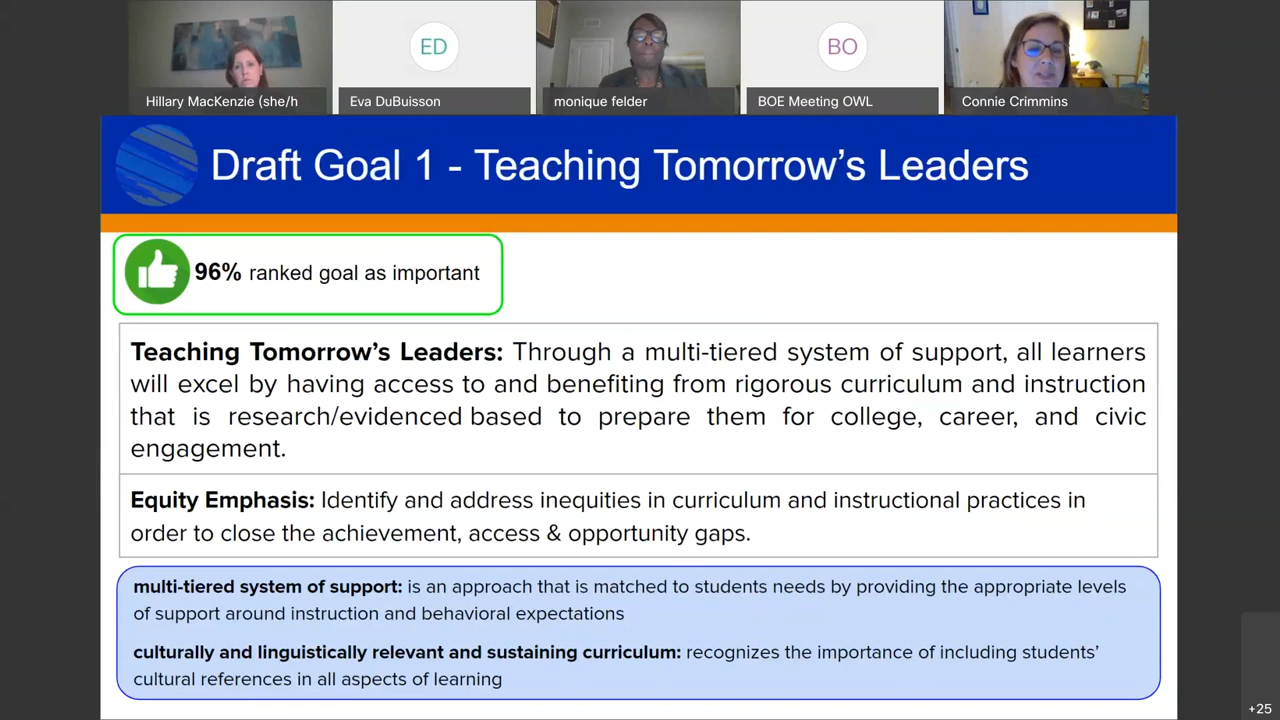 ED
BO
Hillary MacKenzie (she/h
Eva DuBuisson
monique felder
BOE Meeting OWL
Connie Crimmins
Draft Goal 1 - Teaching Tomorrow's Leaders
96% ranked goal as important
Teaching Tomorrow's Leaders: Through a multi-tiered system of support, all learners
will excel by having access to and benefiting from rigorous curriculum and instruction
that is research/evidenced based to prepare them for college, career, and civic
engagement.
Equity Emphasis: Identify and address inequities in curriculum and instructional practices in
order to close the achievement, access & opportunity gaps.
multi-tiered system of support: is an approach that is matched to students needs by providing the appropriate levels
of support around instruction and behavioral expectations
culturally and linguistically relevant and sustaining curriculum: recognizes the importance of including students'
cultural references in all aspects of learning
+25